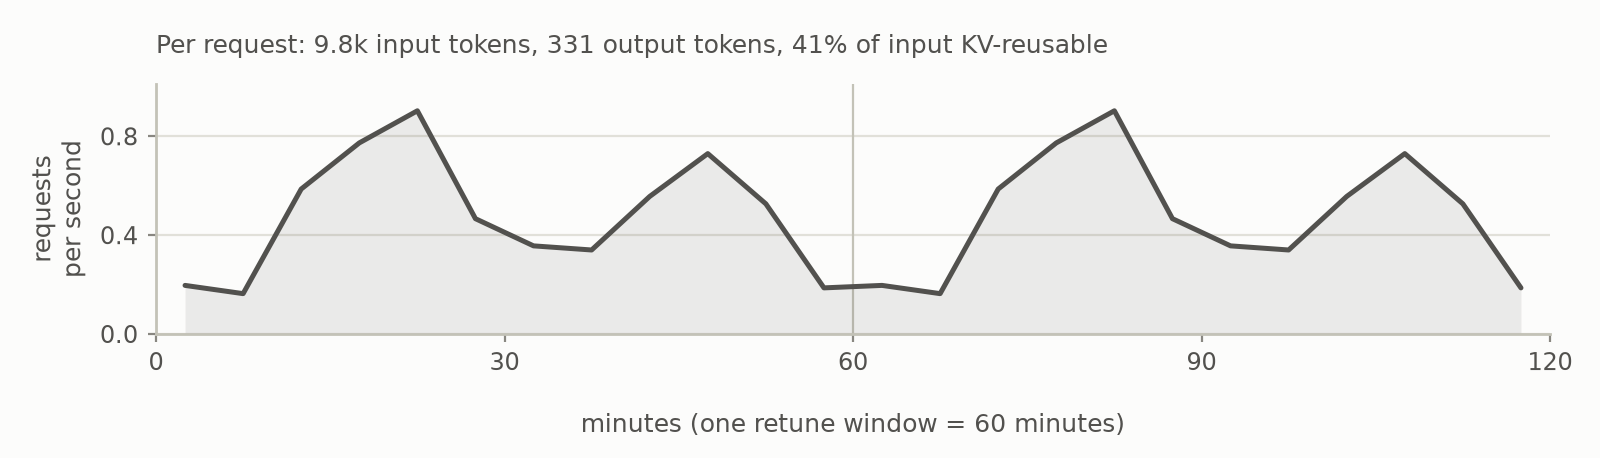 Per request: 9.8k input tokens, 331 output tokens, 41% of input KV-reusable
requests
per second
0.8
0.4
0.0
0 30 60 90 120
minutes (one retune window = 60 minutes)